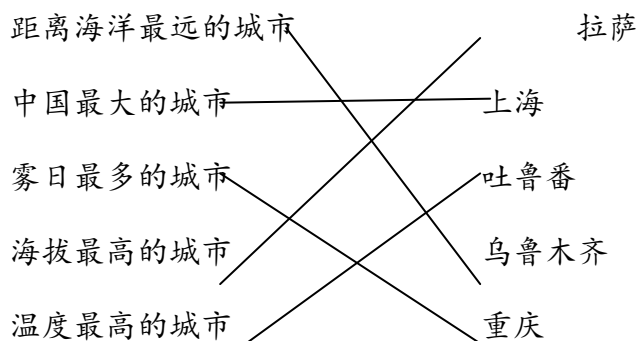 距离海洋最远的城市 拉萨
中国最大的城市 上海
雾日最多的城市 吐鲁番
海拔最高的城市 乌鲁木齐
温度最高的城市 重庆